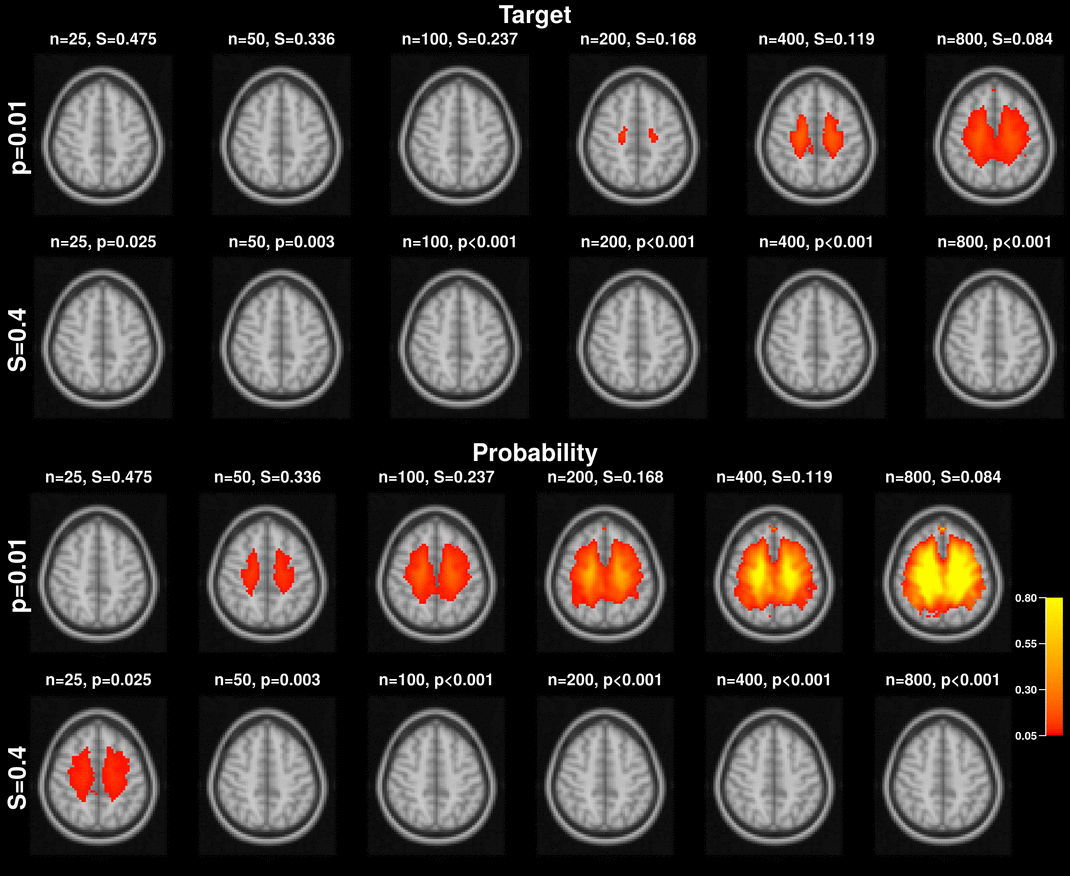 Target
n=25, S=0.475 n=50, S=0.336 n=100, S=0.237 n=200, S=0.168 n=400, S=0.119 n=800, S=0.084
p=0.01
n=25, p=0.025 n=50, p=0.003 n=100, p<0.001 n=200, p<0.001 n=400, p<0.001 n=800, p<0.001
S=0.4
Probability
n=25, S=0.475 n=50, S=0.336 n=100, S=0.237 n=200, S=0.168 n=400, S=0.119 n=800, S=0.084
p=0.01
0.80
0.55
0.30
0.05
n=25, p=0.025 n=50, p=0.003 n=100, p<0.001 n=200, p<0.001 n=400, p<0.001 n=800, p<0.001
S=0.4